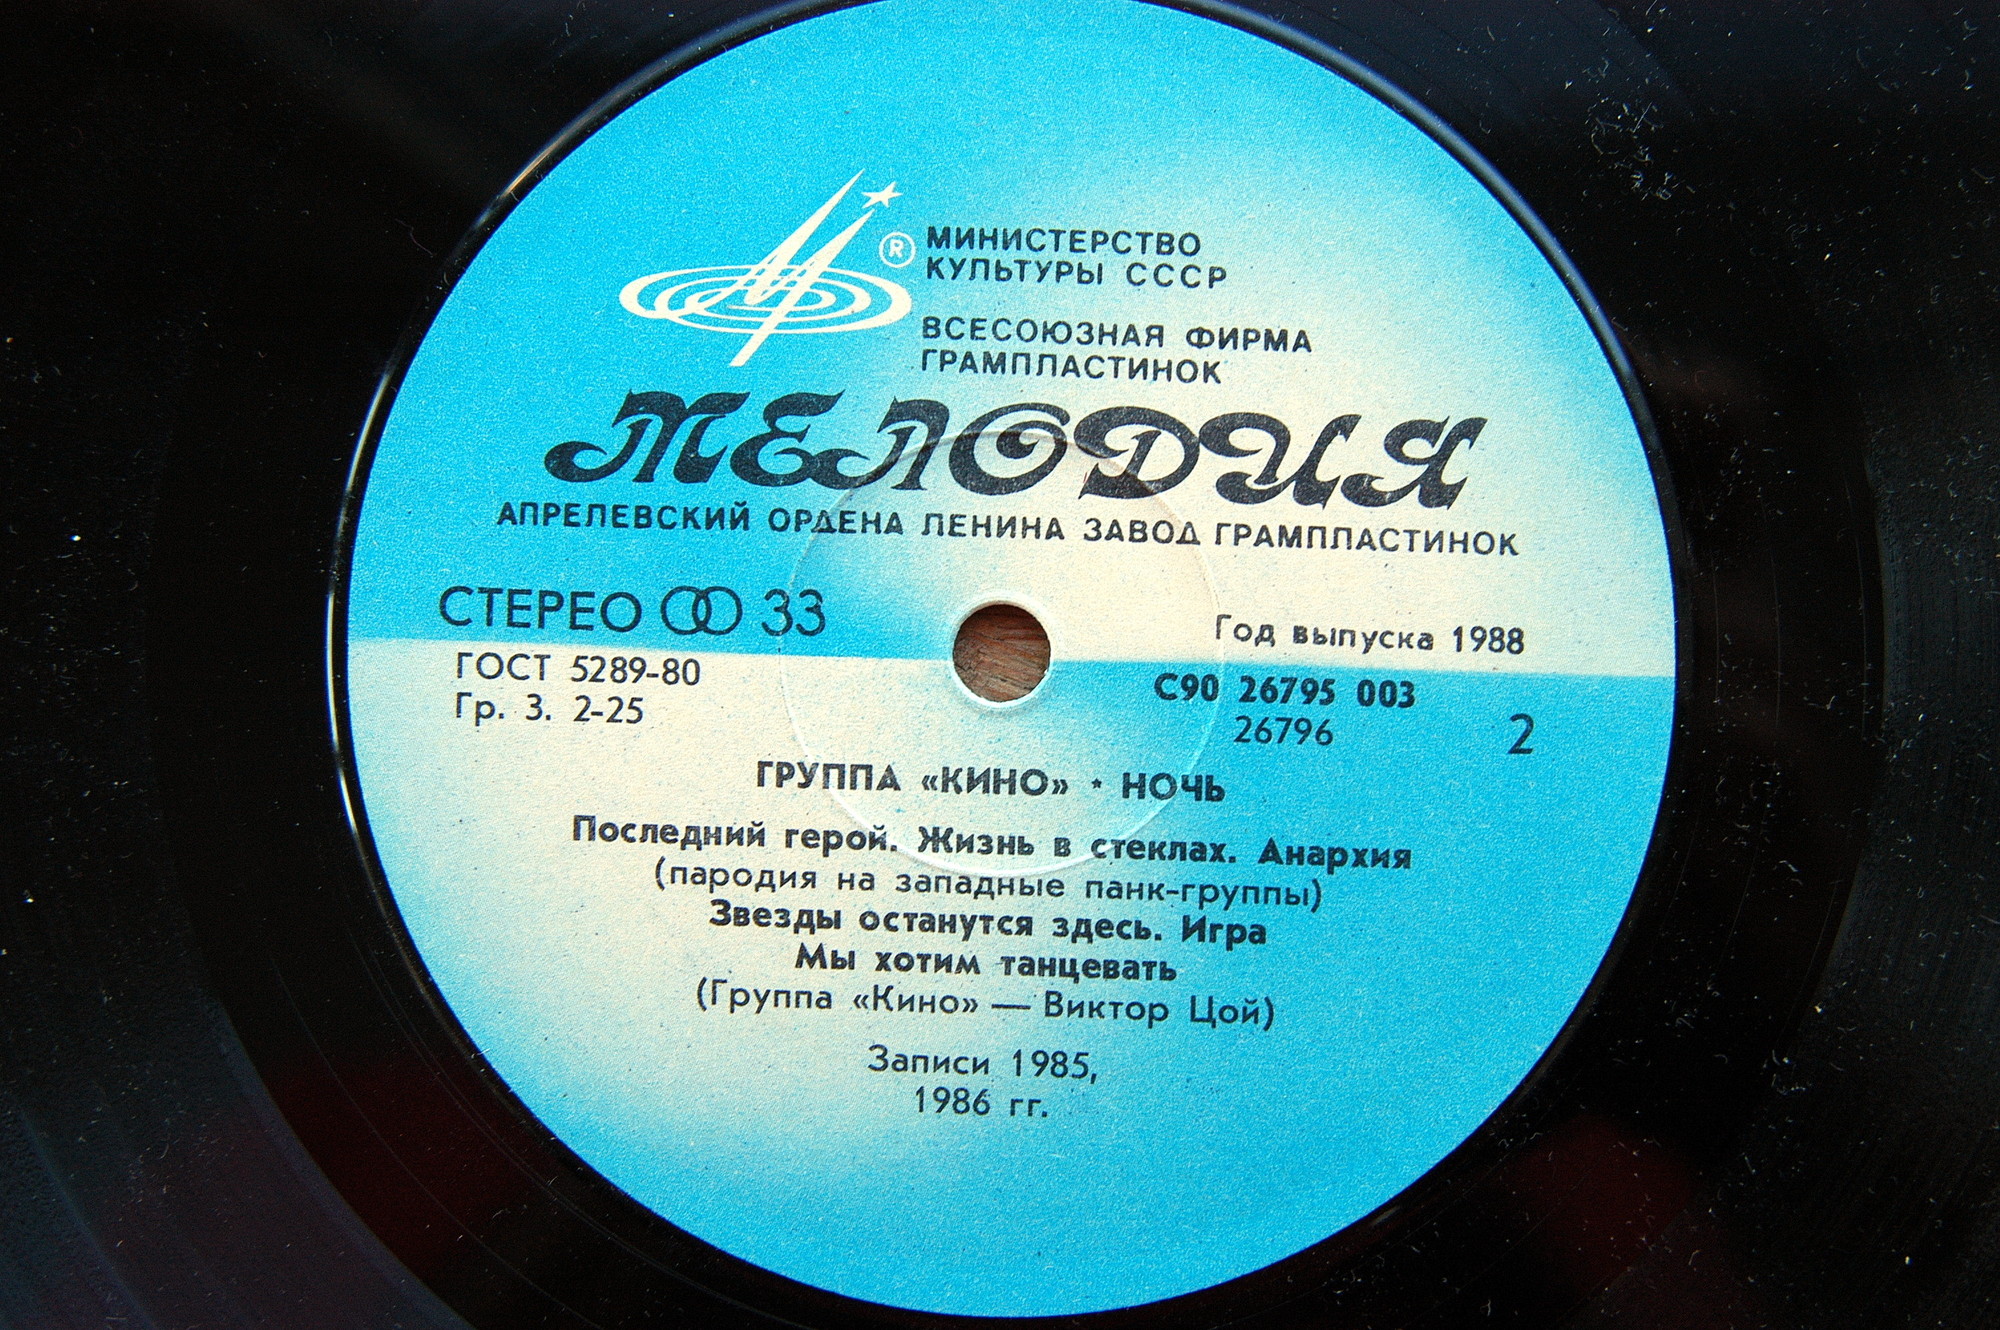 ®
МИНИСТЕРСТВО
КУЛЬТУРЫ СССР
ВСЕСОЮЗНАЯ ФИРМА
ГРАМПЛАСТИНОК
МЕЛОДИЯ
АПРЕЛЕВСКИЙ ОРДЕНА ЛЕНИНА ЗАВОД ГРАМПЛАСТИНОК
СТЕРЕО 33
Год выпуска 1988
ГОСТ 5289-80
С90 26795 003
Гр. 3. 2-25
26796
2
ГРУППА «КИНО» * НОЧЬ
Последний герой. Жизнь в стеклах. Анархия
(пародия на западные панк-группы)
Звезды останутся здесь. Игра
Мы хотим танцевать
(Группа «Кино» — Виктор Цой)
Записи 1985,
1986 гг.